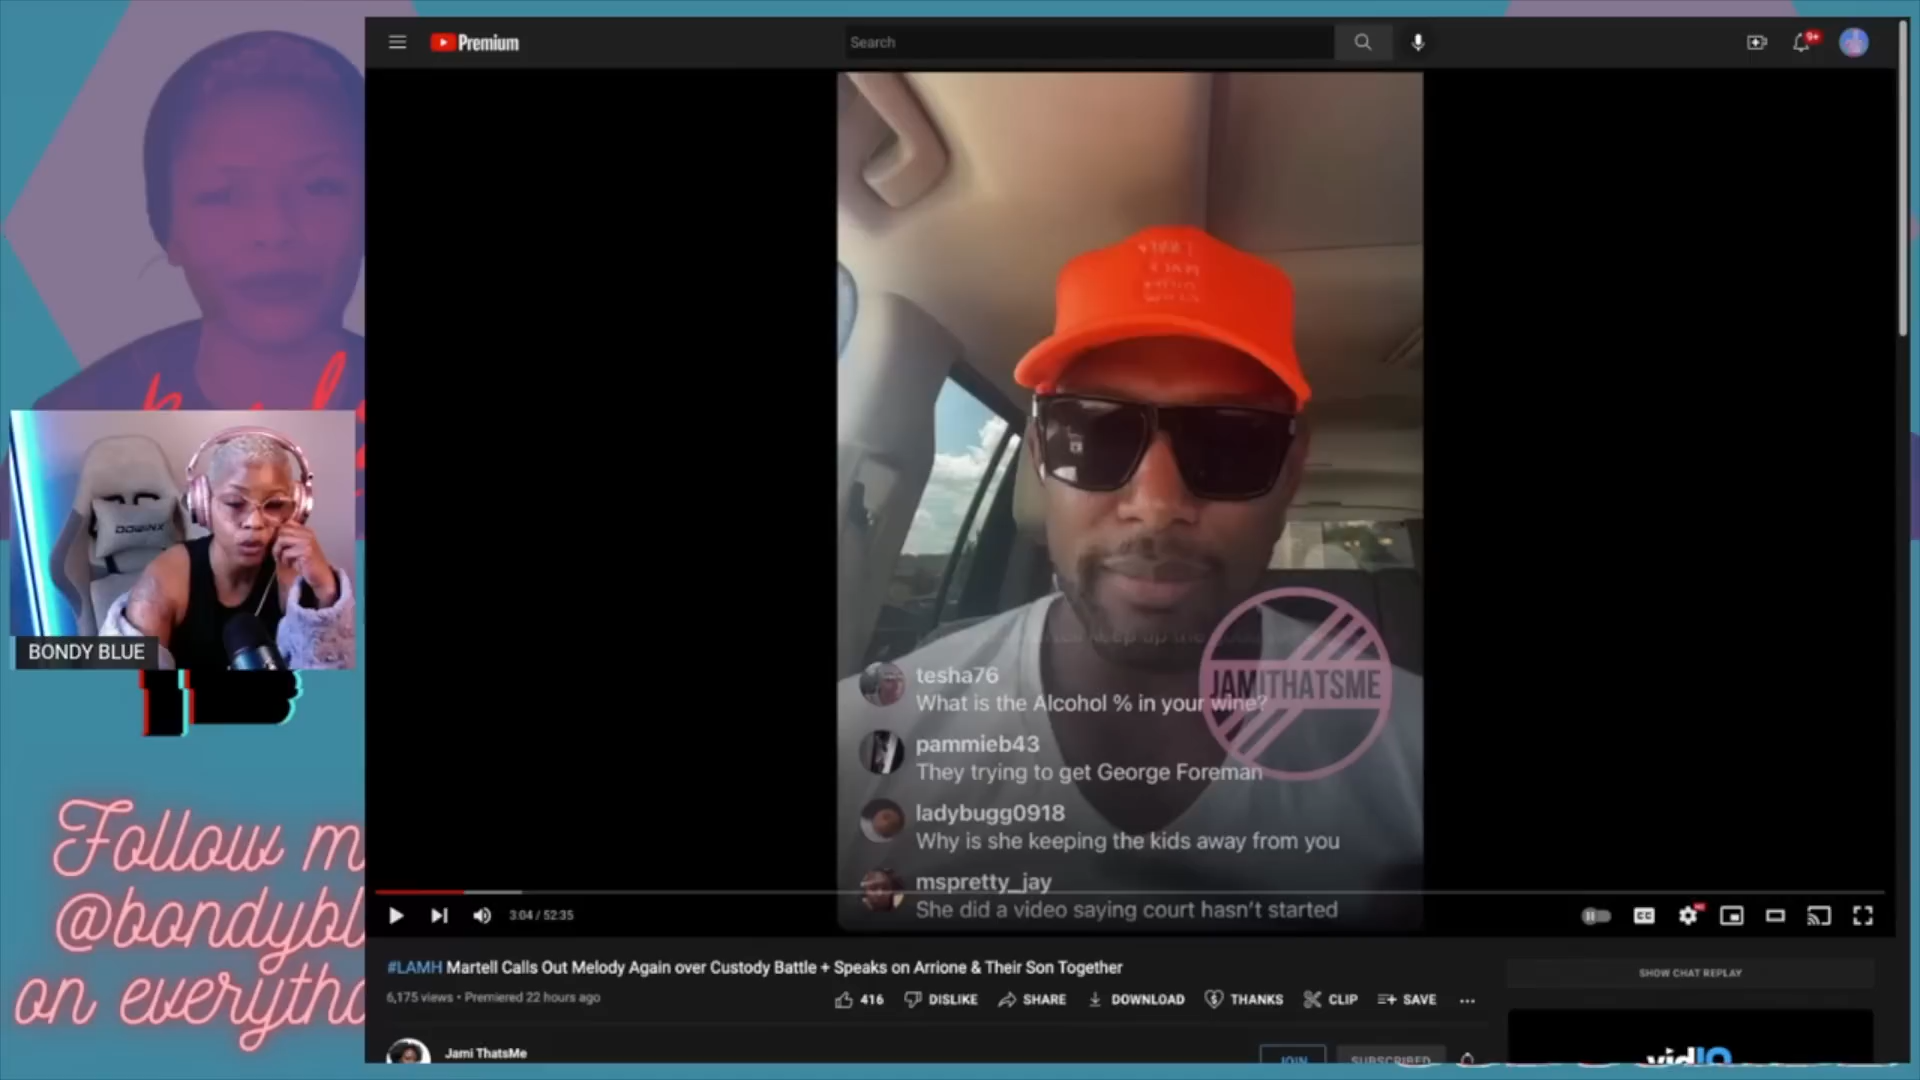 Premium
Search
9+
DOWINX
BONDY BLUE
tesha76
What is the Alcohol % in your wine?
JAMITHATSME
pammieb43
They trying to get George Foreman
ladybugg0918
Why is she keeping the kids away from you
mspretty_jay
She did a video saying court hasn't started
3:04 / 52:35
Follow m
@bondybl
on everytho
#LAMH Martell Calls Out Melody Again over Custody Battle + Speaks on Arrione & Their Son Together
6,175 views • Premiered 22 hours ago
416
DISLIKE
SHARE
DOWNLOAD
THANKS
CLIP
SAVE
SHOW CHAT REPLAY
Jami ThatsMe
JOIN
SUBSCRIBED
vidIQ